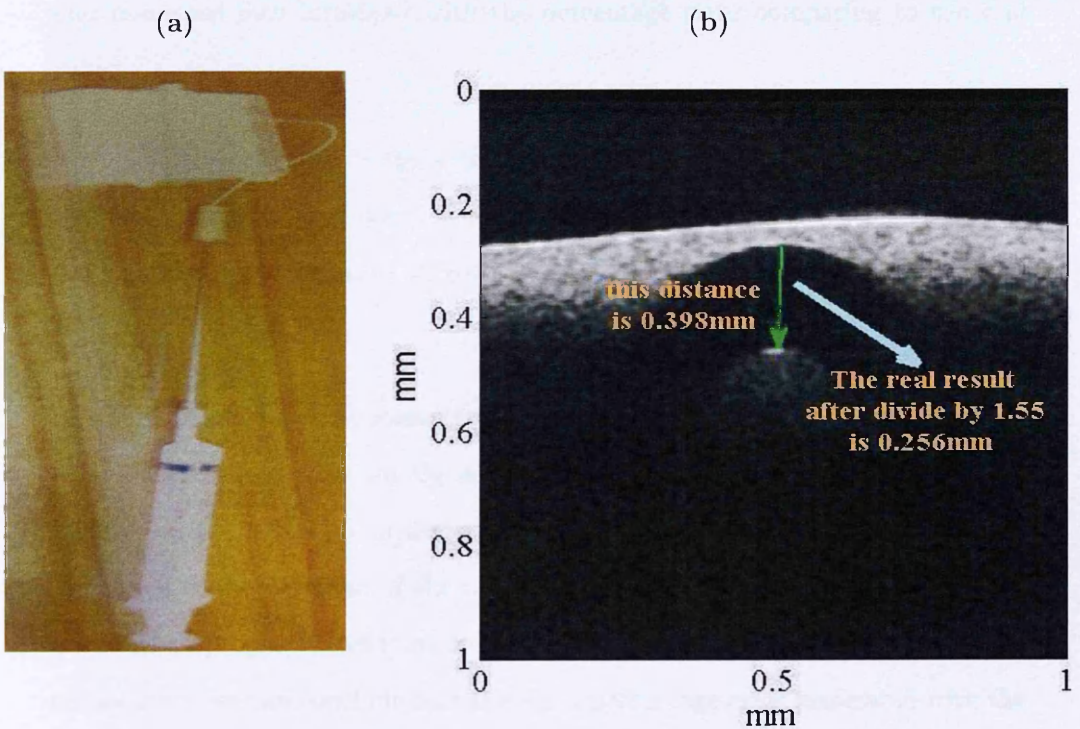 (a)
(b)
0
0.2
0.4
0.6
0.8
1
mm
this distance
is 0.398mm
The real result
after divide by 1.55
is 0.256mm
0
0.5
1
mm